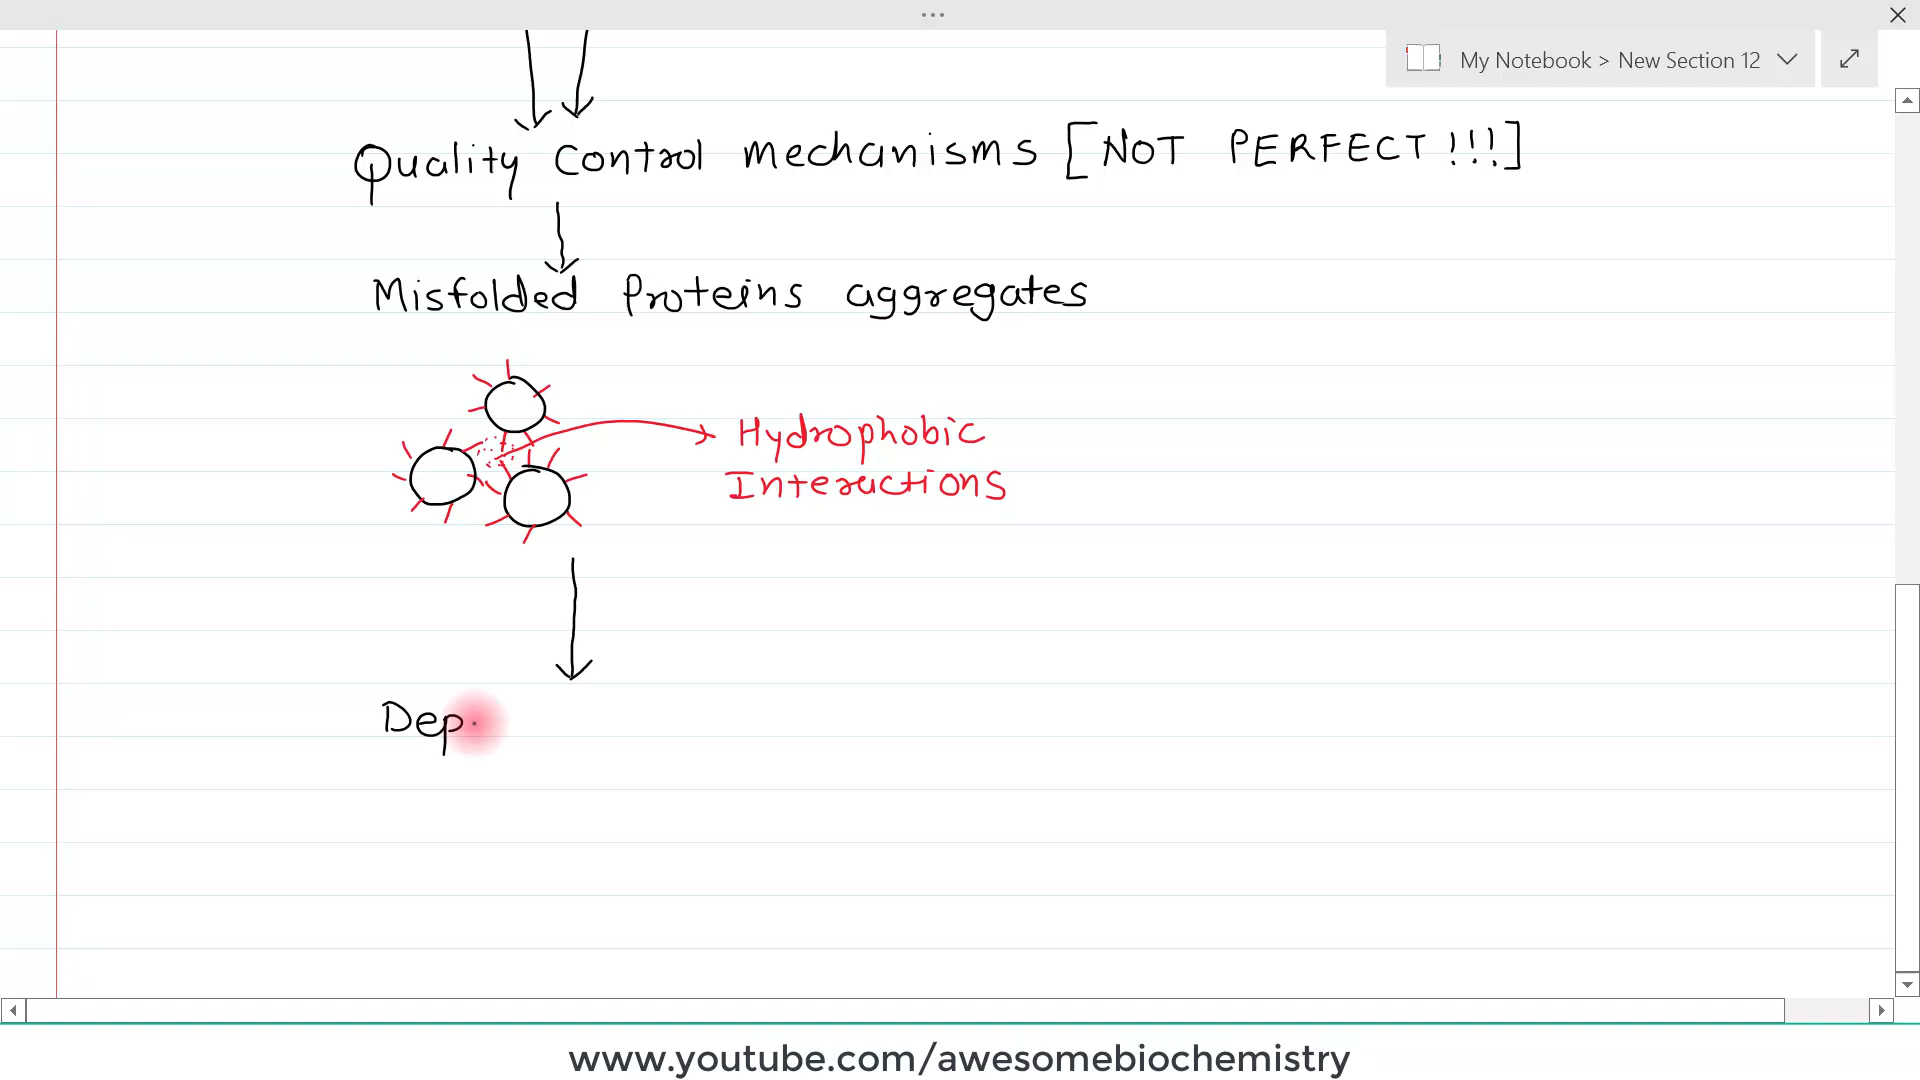 My Notebook > New Section 12
Quality Control Mechanisms [NOT PERFECT!!!]
Misfolded Proteins aggregates
Hydrophobic
Interactions
Dep
www.youtube.com/awesomebiochemistry